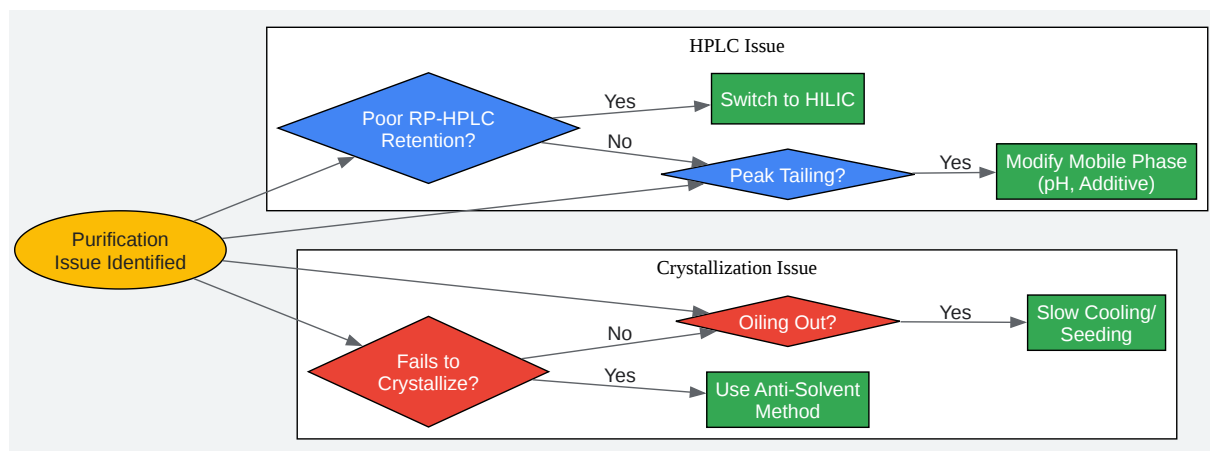 HPLC Issue
Poor RP-HPLC
Retention?
Yes
Switch to HILIC
No
Peak Tailing?
Yes
Modify Mobile Phase
(pH, Additive)
Purification
Issue Identified
Crystallization Issue
Oiling Out?
Yes
Slow Cooling/
Seeding
Fails to
Crystallize?
No
Yes
Use Anti-Solvent
Method